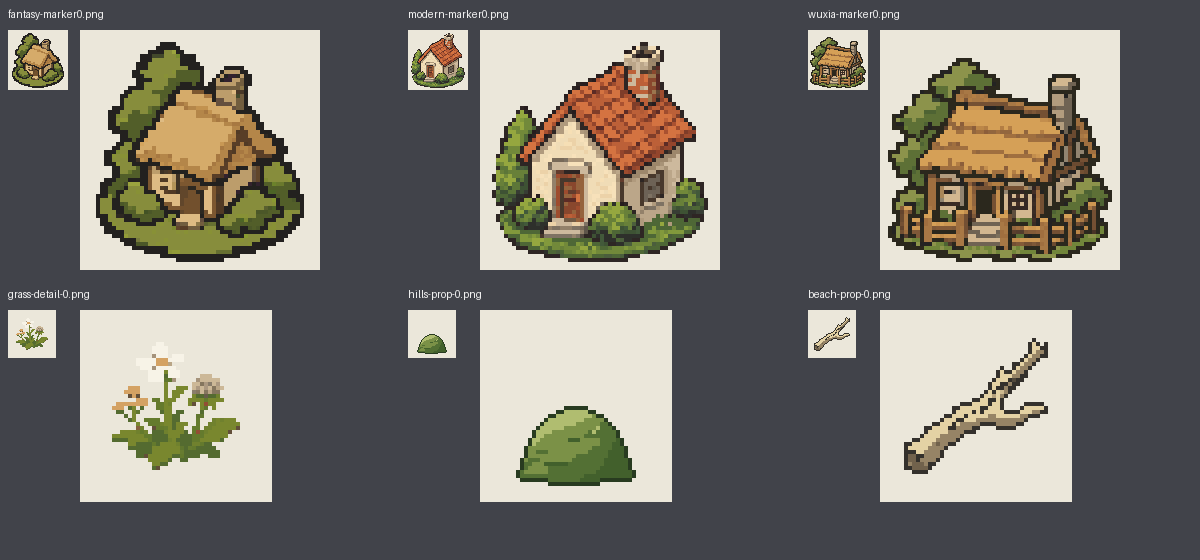 fantasy-marker0.png
modern-marker0.png
wuxia-marker0.png
grass-detail-0.png
hills-prop-0.png
beach-prop-0.png